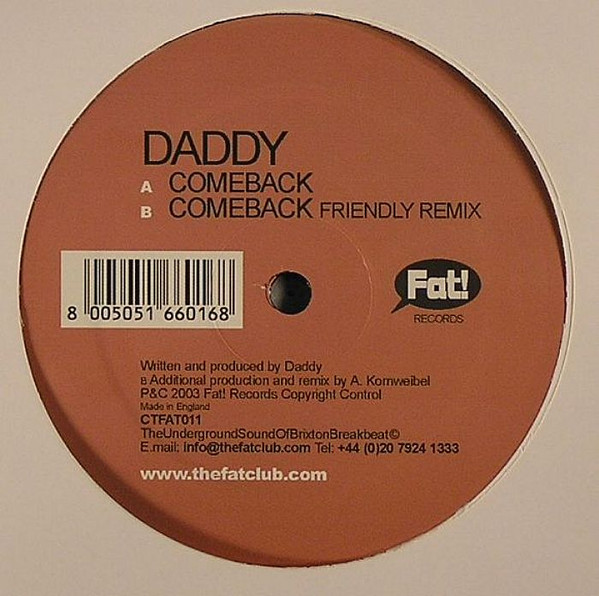 DADDY
A COMEBACK
B COMEBACK FRIENDLY REMIX
8 005051 660168
Fat!
RECORDS
Written and produced by Daddy
B Additional production and remix by A. Kornweibel
P&C 2003 Fat! Records Copyright Control
Made in England
CTFAT011
TheUndergroundSoundOfBrixtonBreakbeat©
E.mail: info@thefatclub.com Tel: +44 (0)20 7924 1333
www.thefatclub.com